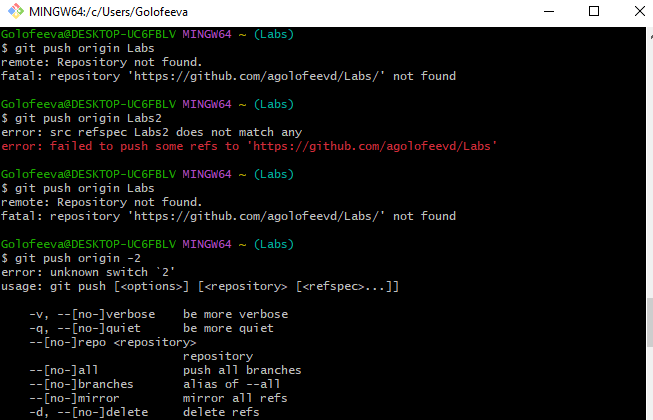 MINGW64:/c/Users/Golofeeva
Golofeeva@DESKTOP-UC6FBLV MINGW64 ~ (Labs)
$ git push origin Labs
remote: Repository not found.
fatal: repository 'https://github.com/agolofeevd/Labs/' not found
Golofeeva@DESKTOP-UC6FBLV MINGW64 ~ (Labs)
$ git push origin Labs2
error: src refspec Labs2 does not match any
error: failed to push some refs to 'https://github.com/agolofeevd/Labs'
Golofeeva@DESKTOP-UC6FBLV MINGW64 ~ (Labs)
$ git push origin Labs
remote: Repository not found.
fatal: repository 'https://github.com/agolofeevd/Labs/' not found
Golofeeva@DESKTOP-UC6FBLV MINGW64 ~ (Labs)
$ git push origin -2
error: unknown switch `2'
usage: git push [<options>] [<repository> [<refspec>...]]
-v, --[no-]verbose    be more verbose
-q, --[no-]quiet      be more quiet
--[no-]repo <repository>
repository
--[no-]all            push all branches
--[no-]branches       alias of --all
--[no-]mirror         mirror all refs
-d, --[no-]delete     delete refs